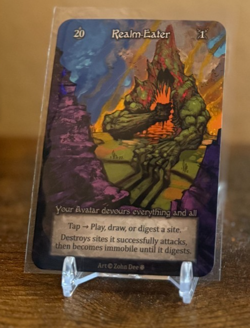 20 Realm-Eater 1
Your Avatar devours everything and all
Tap → Play, draw, or digest a site.
Destroys sites it successfully attacks,
then becomes immobile until it digests.
Art ©